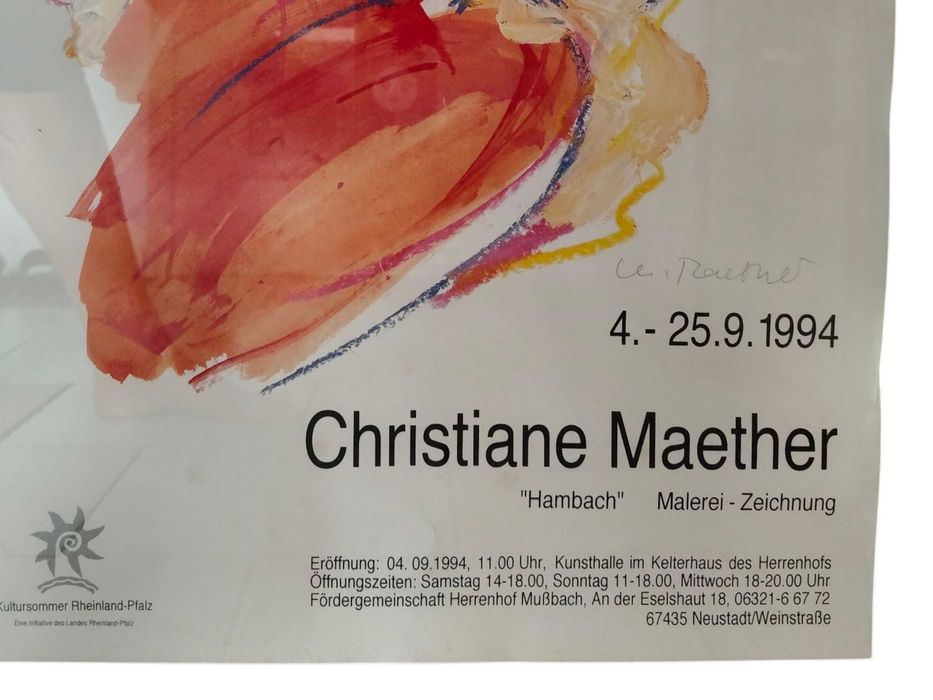 Ch. Maether
4.- 25.9.1994
Christiane Maether
"Hambach" Malerei - Zeichnung
Eröffnung: 04. 09.1994, 11.00 Uhr, Kunsthalle im Kelterhaus des Herrenhofs
Öffnungszeiten: Samstag 14-18.00, Sonntag 11-18.00, Mittwoch 18-20.00 Uhr
Fördergemeinschaft Herrenhof Mußbach, An der Eselshaut 18, 06321-6 67 72
67435 Neustadt/Weinstraße
Kultursommer Rheinland-Pfalz
Eine Initiative des Landes Rheinland-Pfalz